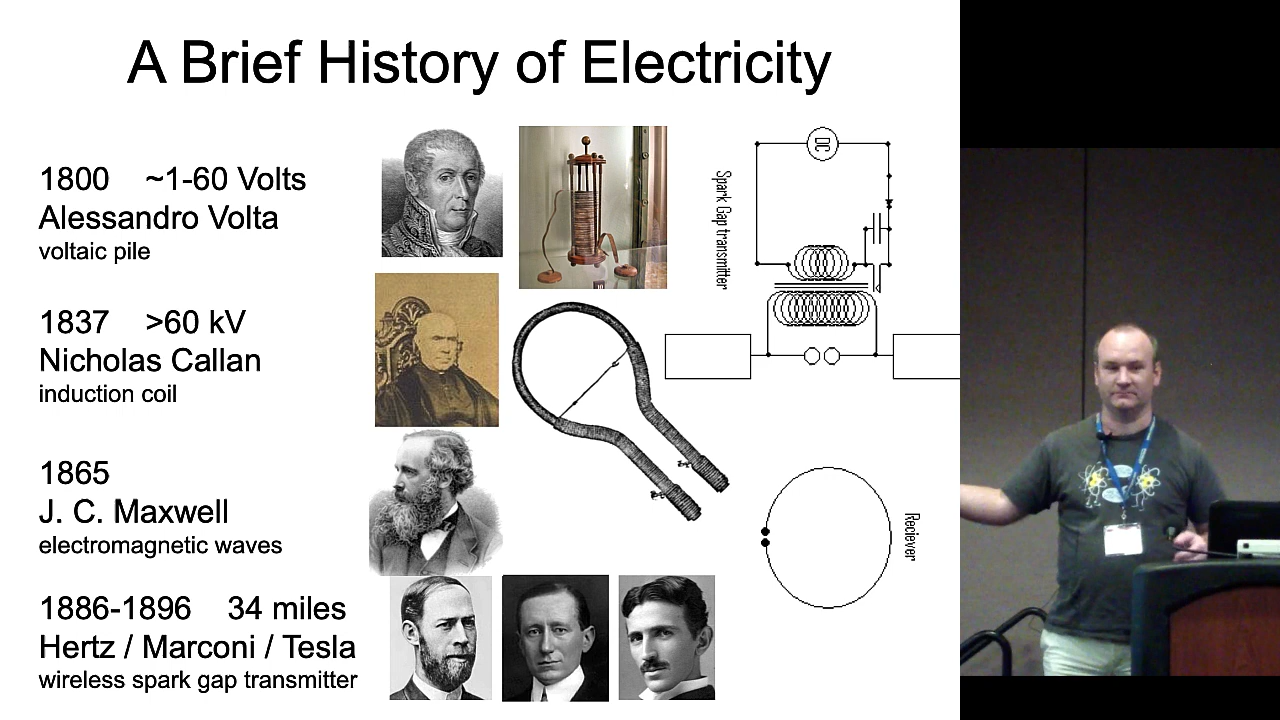 A Brief History of Electricity
1800 ~1-60 Volts
Alessandro Volta
voltaic pile
1837 >60 kV
Nicholas Callan
induction coil
1865
J. C. Maxwell
electromagnetic waves
1886-1896 34 miles
Hertz / Marconi / Tesla
wireless spark gap transmitter
Spark Gap transmitter
DC
Reciever